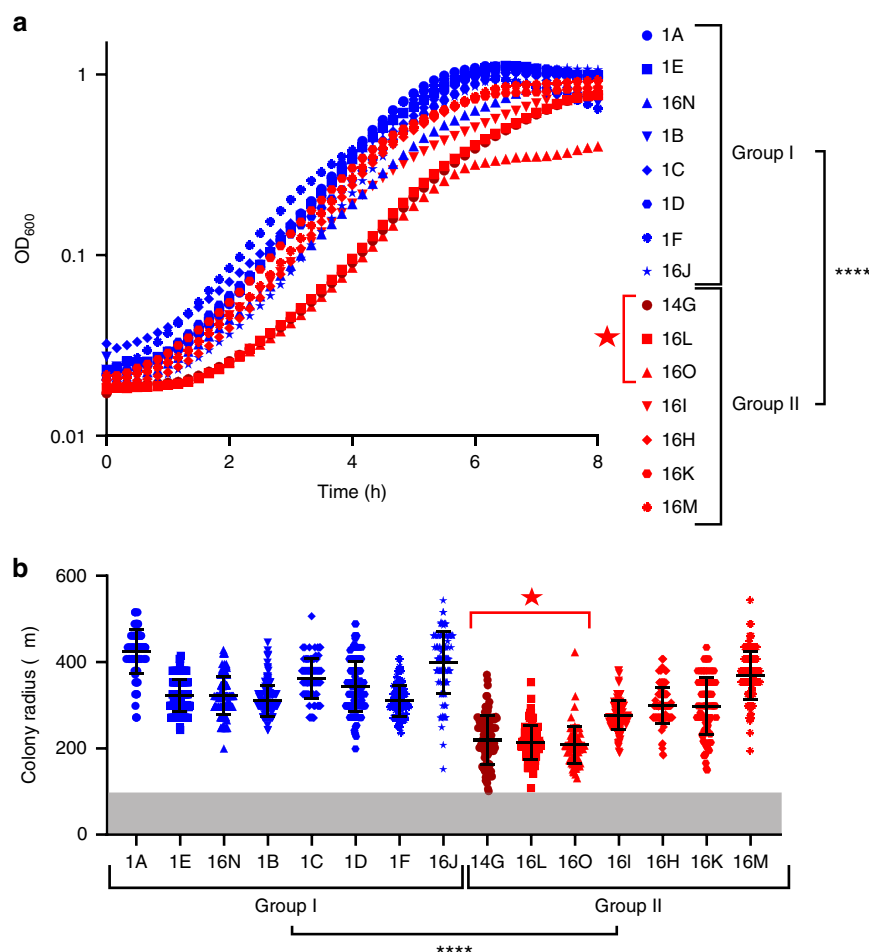 a
1
0.1
0.01
OD600
0
2
4
6
8
Time (h)
1A
1E
16N
1B
1C
1D
1F
16J
Group I
14G
16L
16O
16I
16H
16K
16M
Group II
****
b
600
400
200
0
Colony radius ( m)
1A 1E 16N 1B 1C 1D 1F 16J 14G 16L 16O 16I 16H 16K 16M
Group I Group II
****